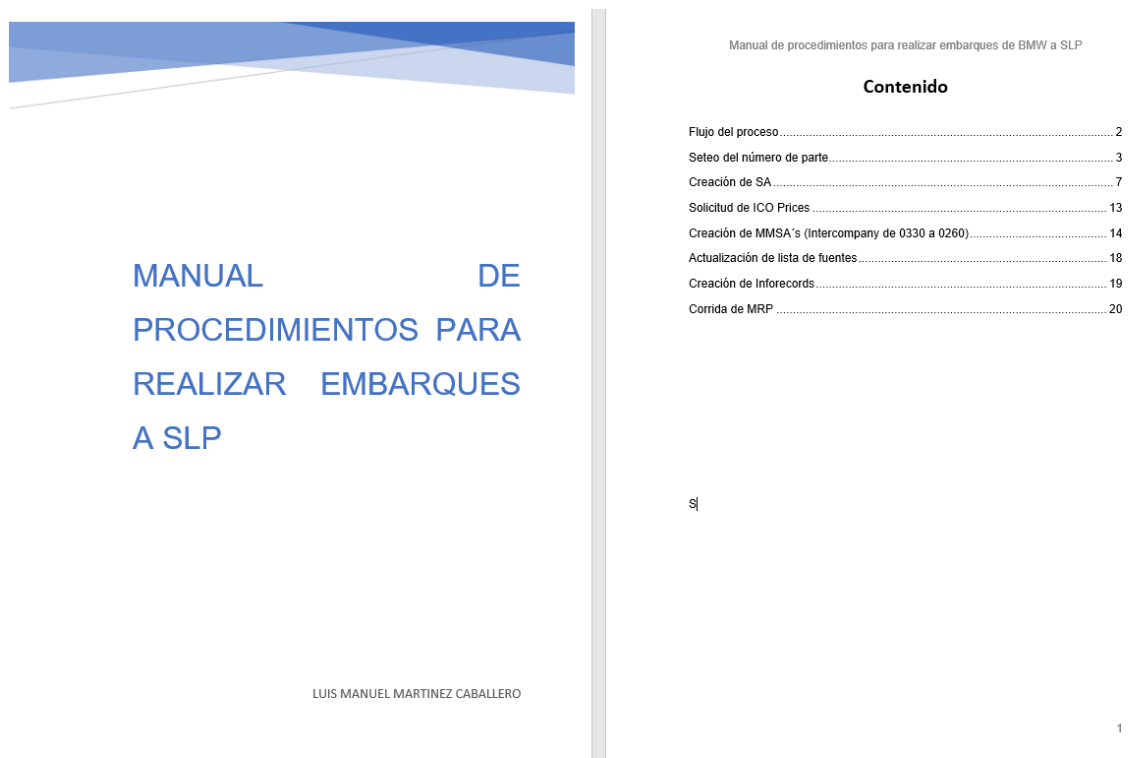 MANUAL DE
PROCEDIMIENTOS PARA
REALIZAR EMBARQUES
A SLP
LUIS MANUEL MARTINEZ CABALLERO
Manual de procedimientos para realizar embarques de BMW a SLP
Contenido
Flujo del proceso 2
Seteo del número de parte 3
Creación de SA 7
Solicitud de ICO Prices 13
Creación de MMSA´s (Intercompany de 0330 a 0260) 14
Actualización de lista de fuentes 18
Creación de Inforecords 19
Corrida de MRP 20
S
1